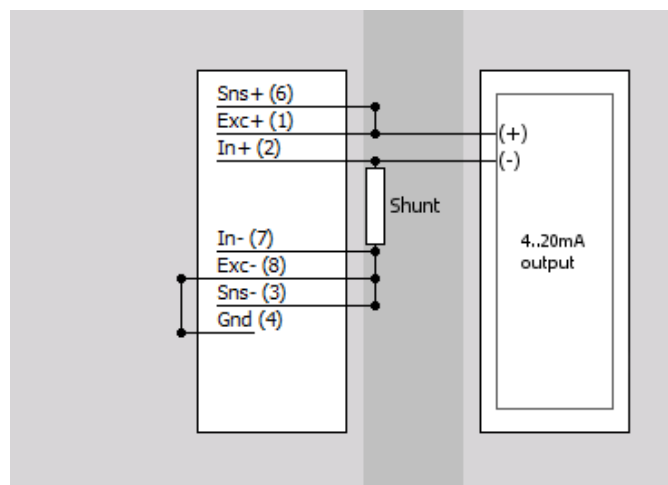 Sns+ (6)
Exc+ (1)
In+ (2)
(+)
(-)
Shunt
In- (7)
Exc- (8)
Sns- (3)
Gnd (4)
4..20mA
output